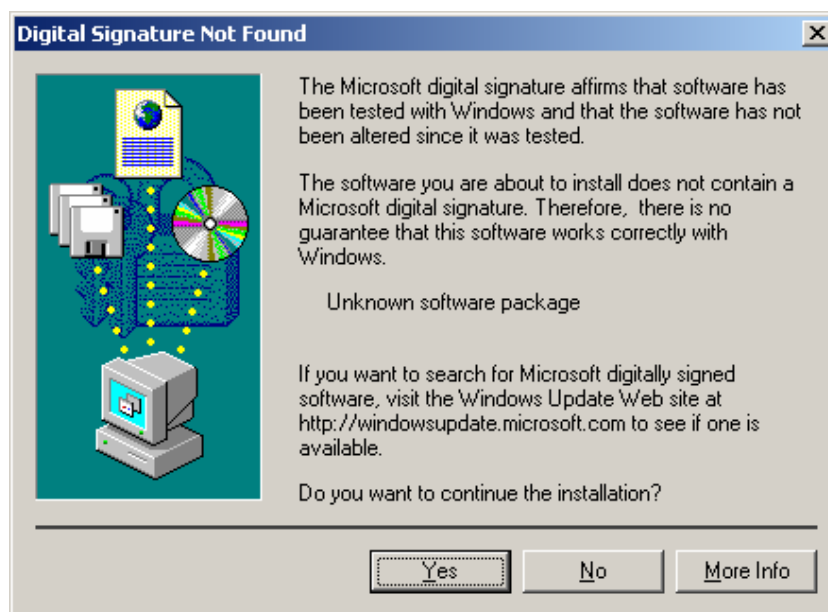 Digital Signature Not Found
The Microsoft digital signature affirms that software has
been tested with Windows and that the software has not
been altered since it was tested.
The software you are about to install does not contain a
Microsoft digital signature. Therefore,  there is no
guarantee that this software works correctly with
Windows.
Unknown software package
If you want to search for Microsoft digitally signed
software, visit the Windows Update Web site at
http://windowsupdate.microsoft.com to see if one is
available.
Do you want to continue the installation?
Yes
No
More Info